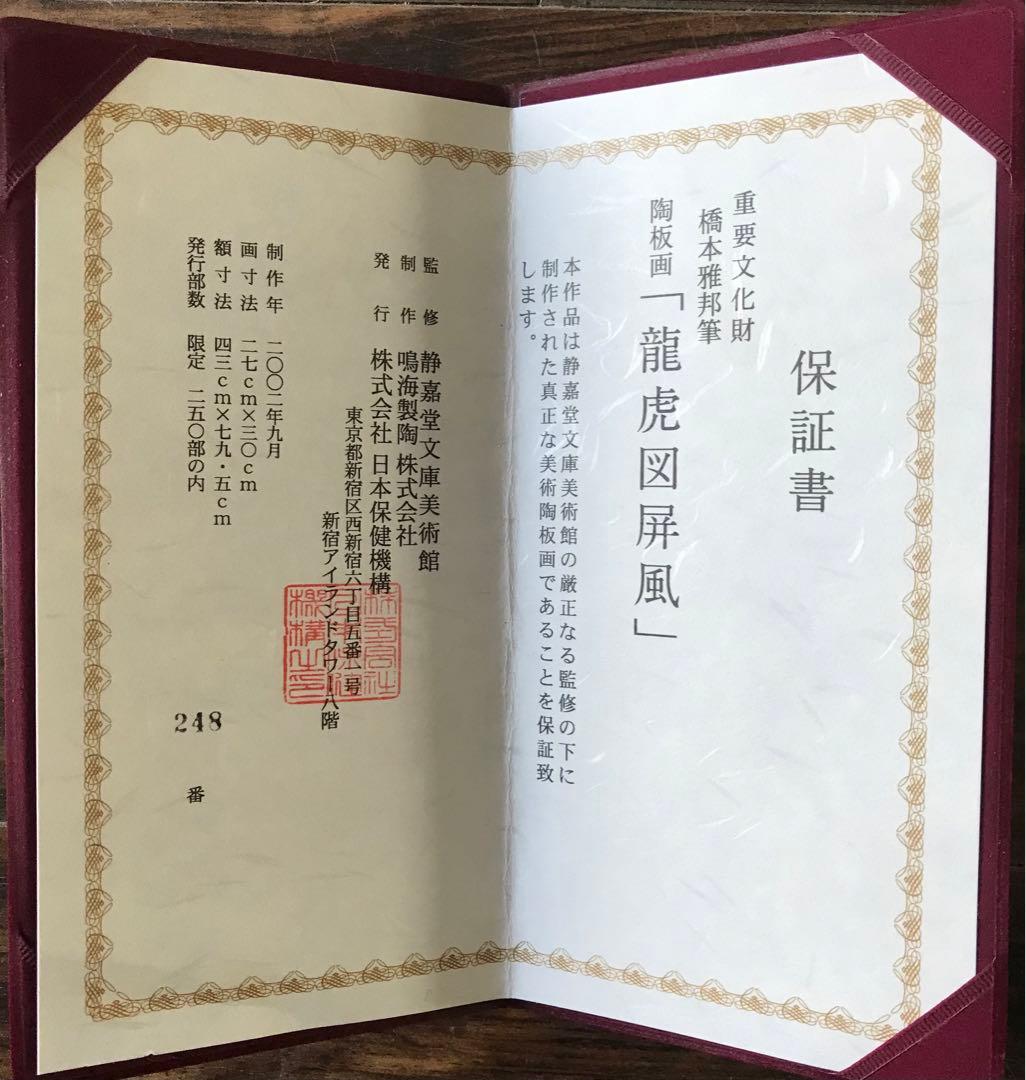 保証書
重要文化財
橋本雅邦筆
陶板画「龍虎図屏風」
本作品は静嘉堂文庫美術館の厳正なる監修の下に
制作された真正な美術陶板画であることを保証致
します。
監修 静嘉堂文庫美術館
制作 鳴海製陶株式会社
発行 株式会社 日本保健機構
東京都新宿区西新宿六丁目五番一号
新宿アイランドタワー八階
制作年 二〇〇二年九月
画寸法 二七cm×三〇cm
額寸法 四三cm×七九・五cm
発行部数 限定 二五〇部の内
248 番